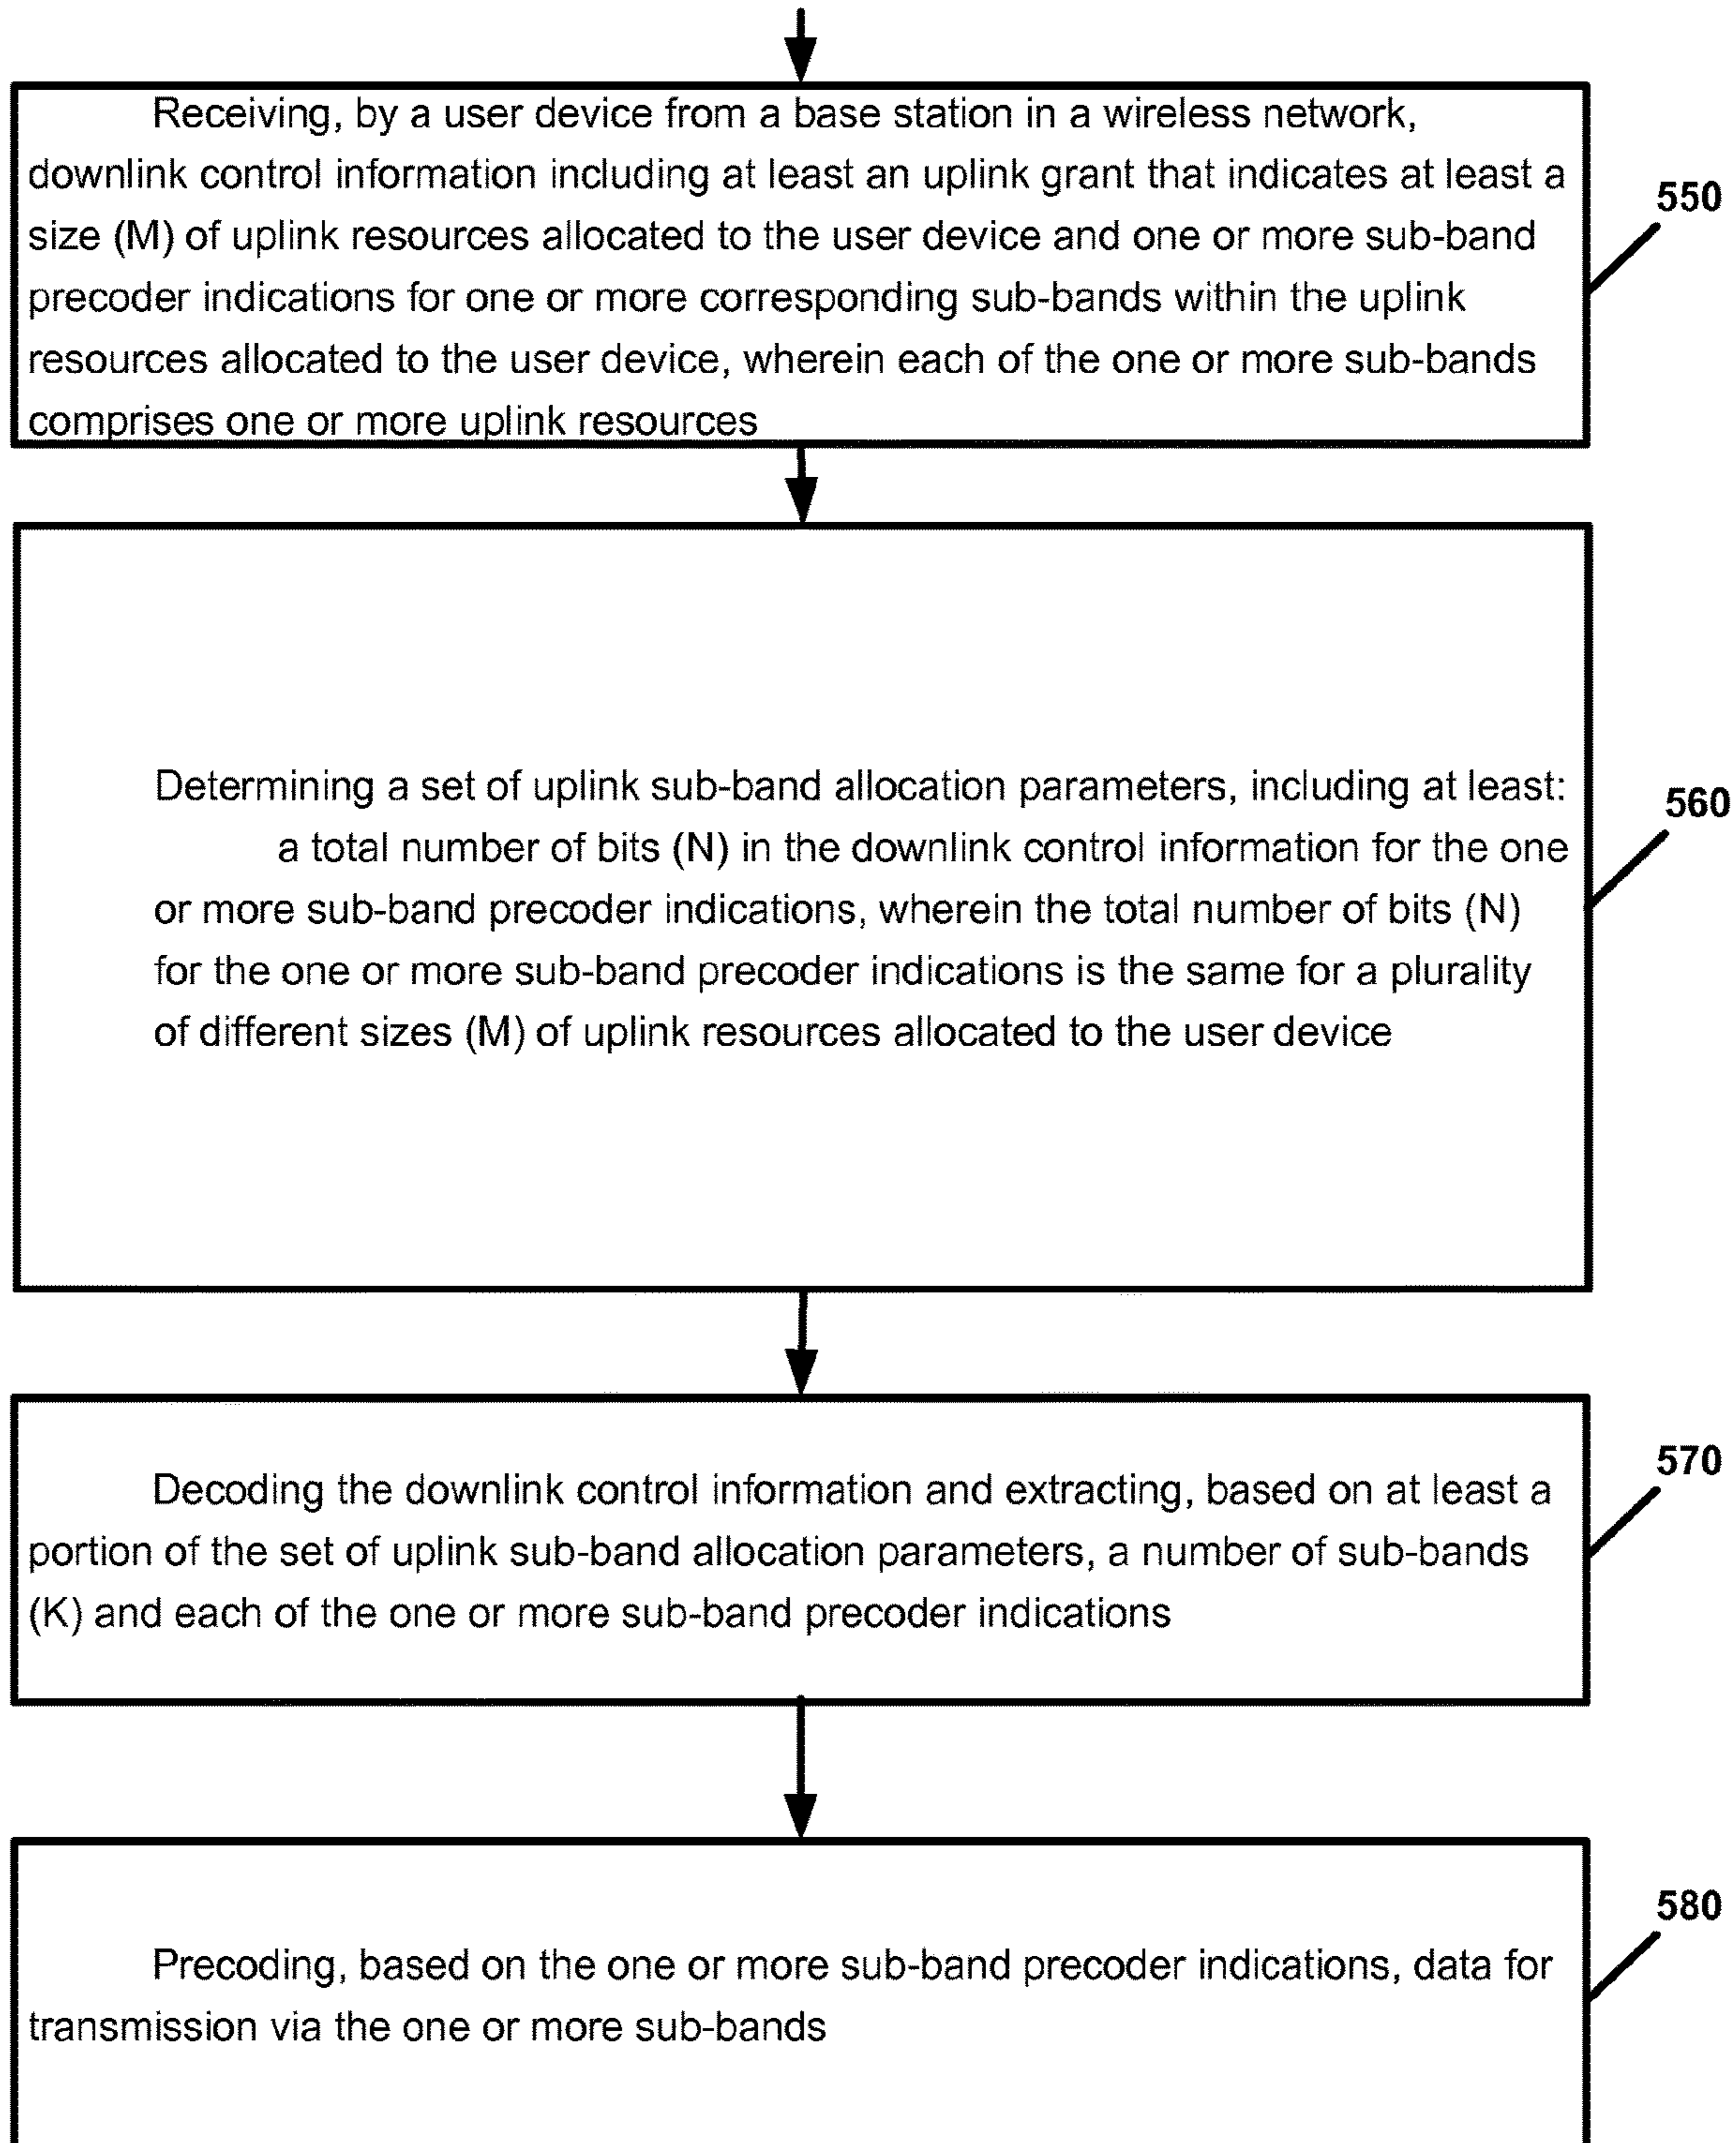 Receiving, by a user device from a base station in a wireless network,
downlink control information including at least an uplink grant that indicates at least a
size (M) of uplink resources allocated to the user device and one or more sub-band
precoder indications for one or more corresponding sub-bands within the uplink
resources allocated to the user device, wherein each of the one or more sub-bands
comprises one or more uplink resources
550
Determining a set of uplink sub-band allocation parameters, including at least:
a total number of bits (N) in the downlink control information for the one
or more sub-band precoder indications, wherein the total number of bits (N)
for the one or more sub-band precoder indications is the same for a plurality
of different sizes (M) of uplink resources allocated to the user device
560
Decoding the downlink control information and extracting, based on at least a
portion of the set of uplink sub-band allocation parameters, a number of sub-bands
(K) and each of the one or more sub-band precoder indications
570
Precoding, based on the one or more sub-band precoder indications, data for
transmission via the one or more sub-bands
580